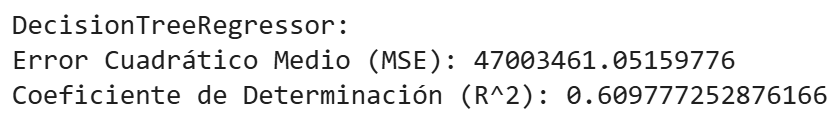 DecisionTreeRegressor:
Error Cuadrático Medio (MSE): 47003461.05159776
Coeficiente de Determinación (R^2): 0.609777252876166